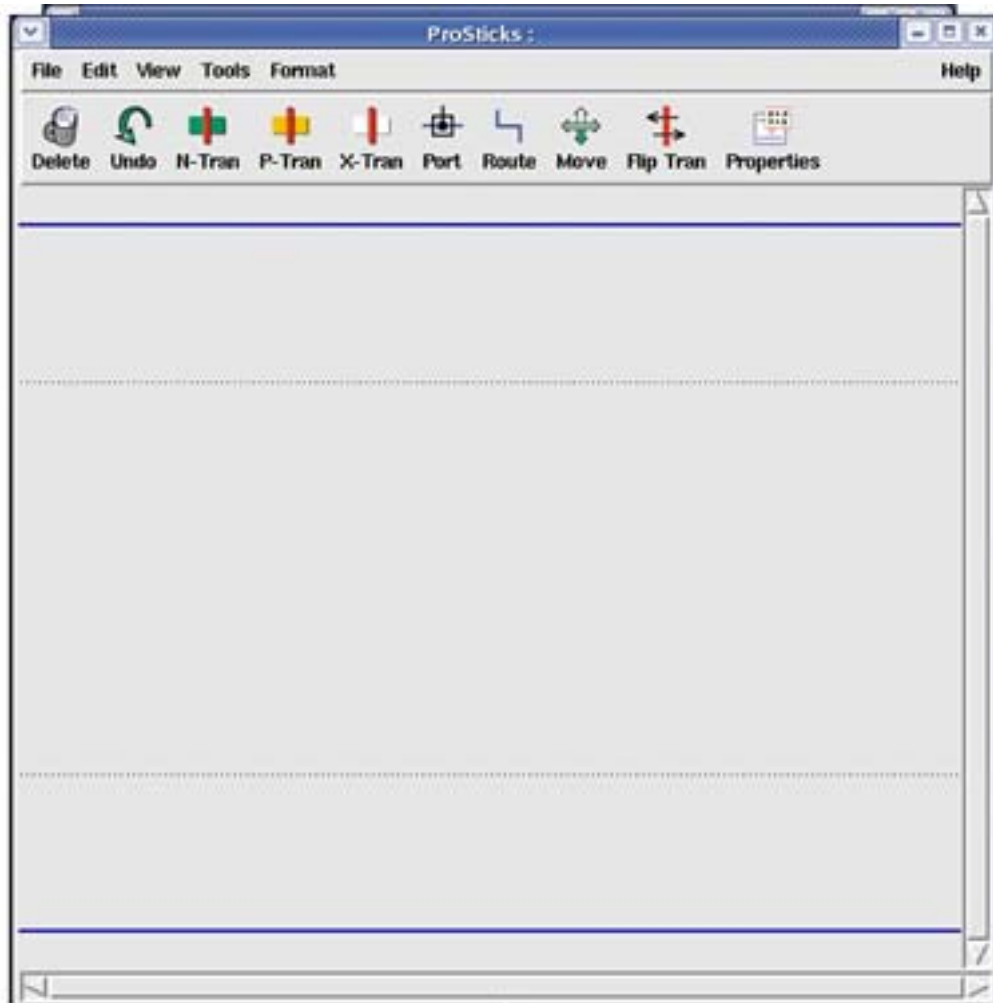 ProSticks :
File Edit View Tools Format Help
Delete Undo N-Tran P-Tran X-Tran Port Route Move Flip Tran Properties